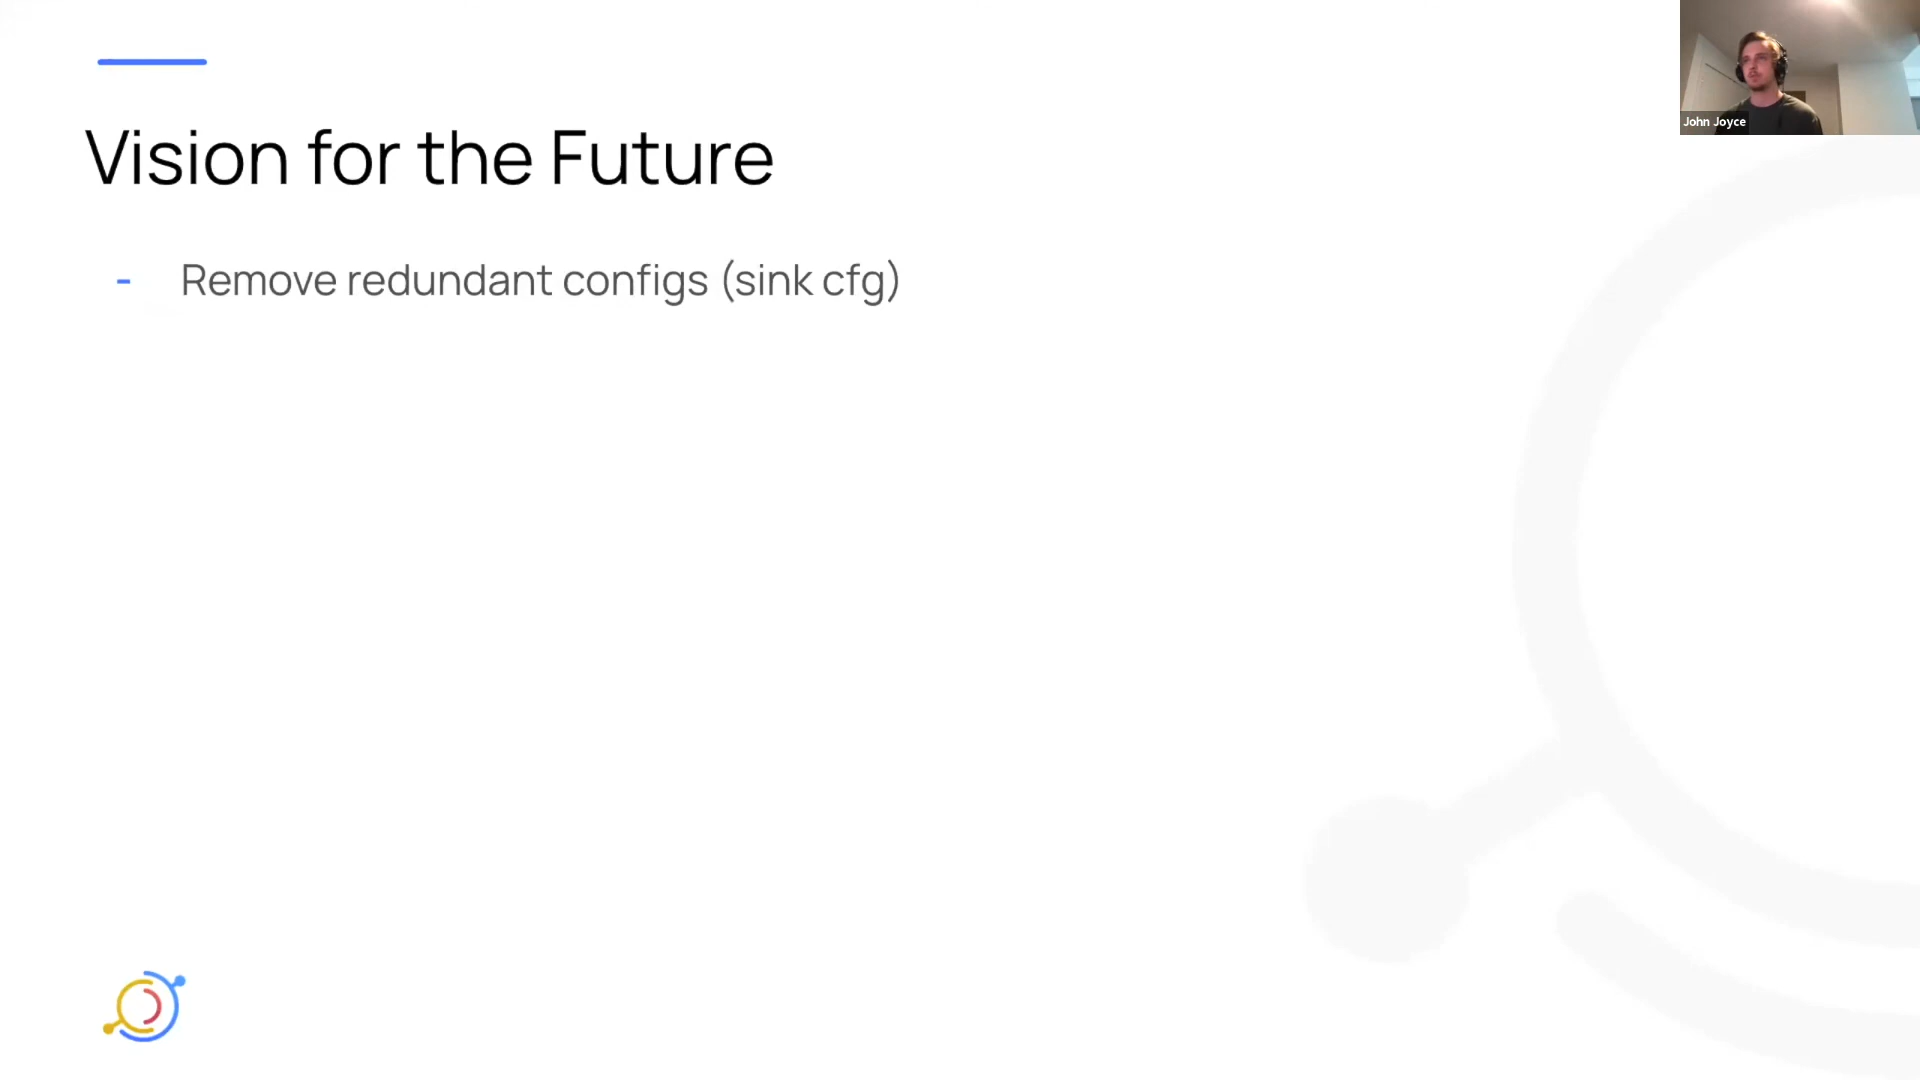 Vision for the Future
- Remove redundant configs (sink cfg)
John Joyce